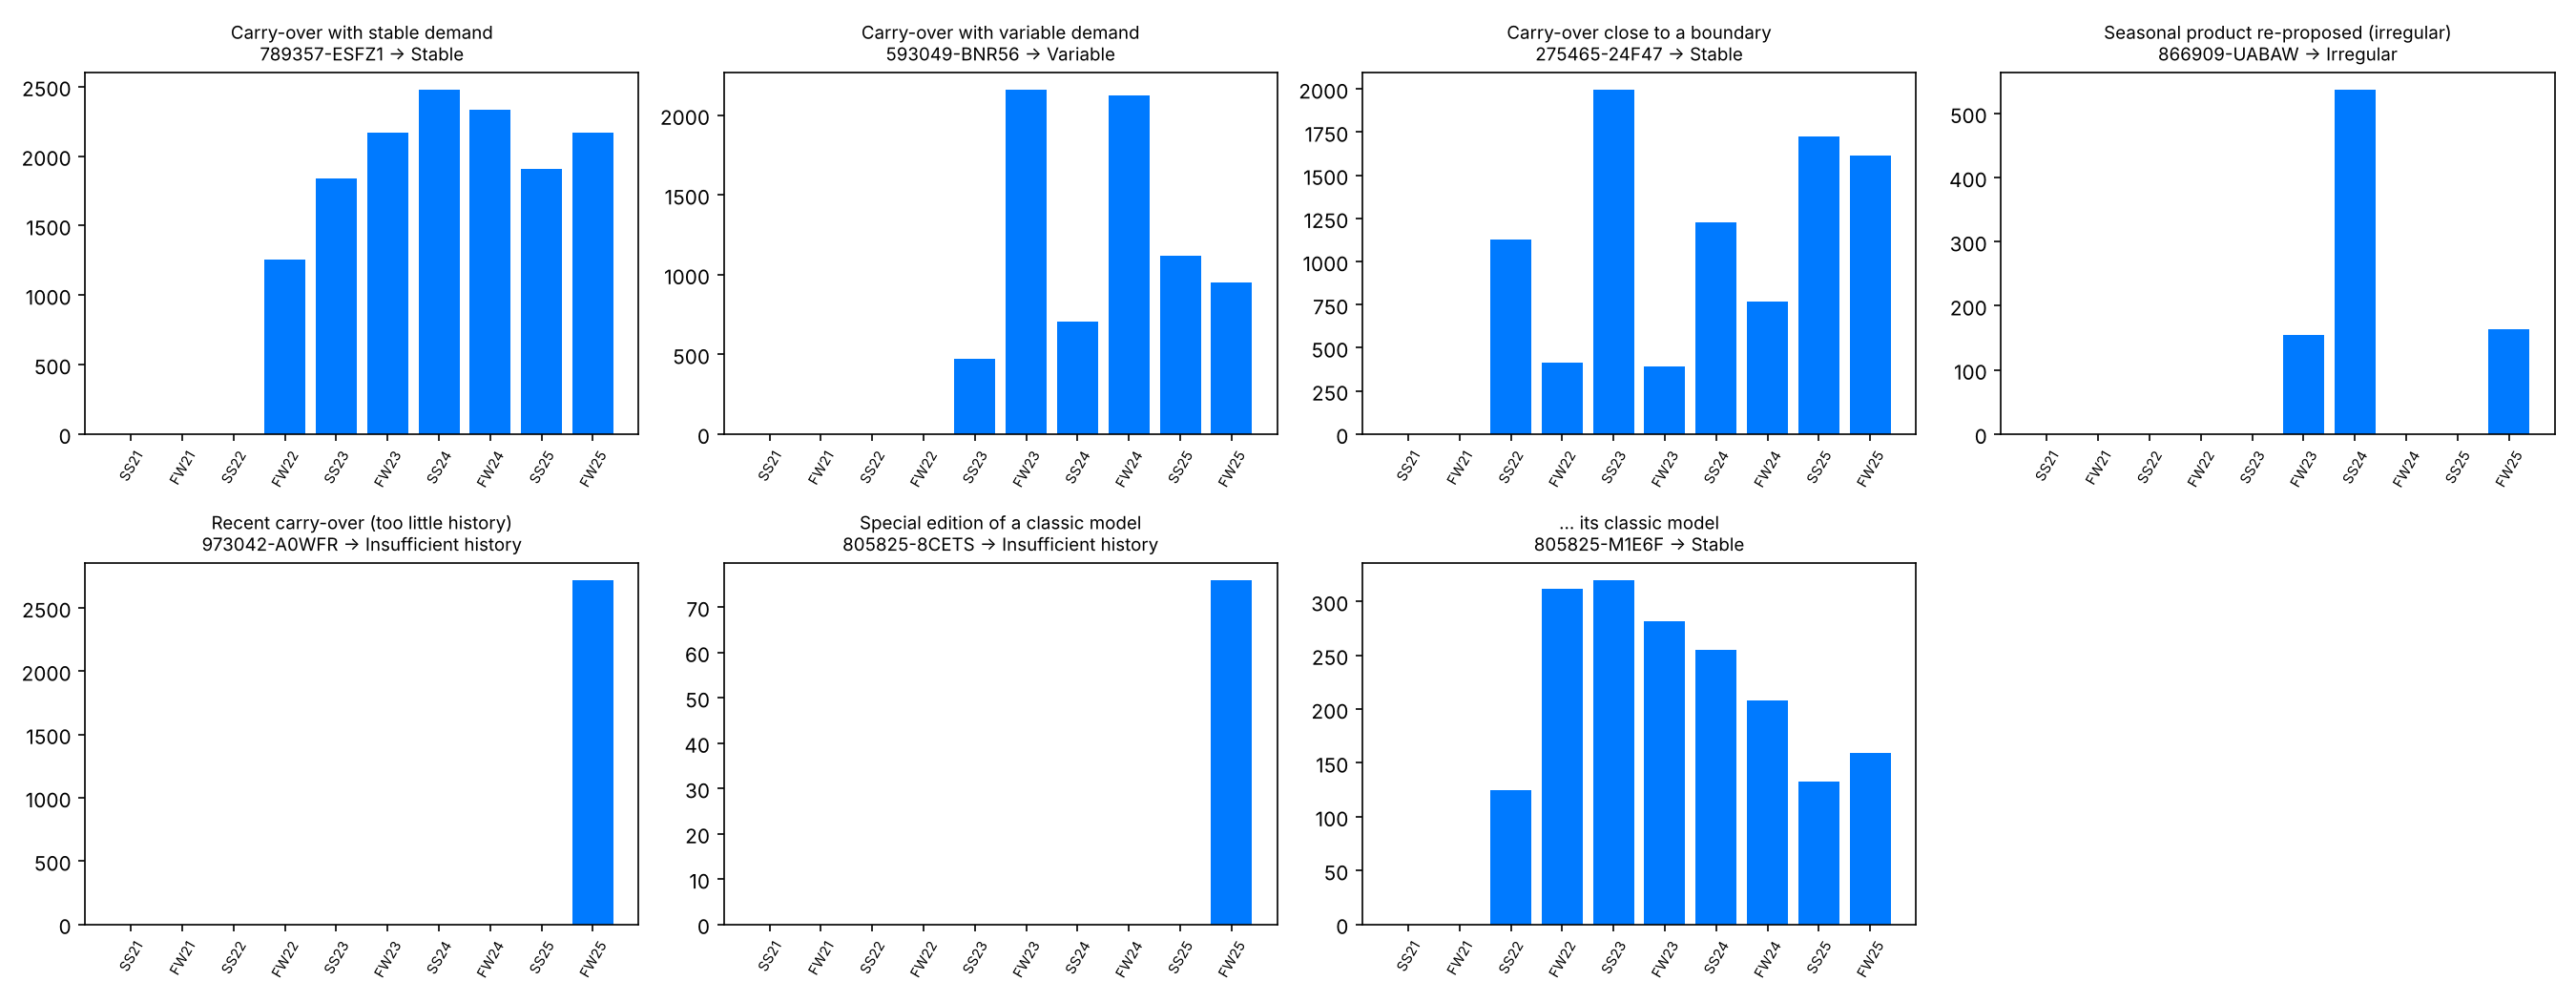 Carry-over with stable demand
789357-ESFZ1 → Stable
2500
2000
1500
1000
500
0
SS21 FW21 SS22 FW22 SS23 FW23 SS24 FW24 SS25 FW25
Carry-over with variable demand
593049-BNR56 → Variable
2000
1500
1000
500
0
SS21 FW21 SS22 FW22 SS23 FW23 SS24 FW24 SS25 FW25
Carry-over close to a boundary
275465-24F47 → Stable
2000
1750
1500
1250
1000
750
500
250
0
SS21 FW21 SS22 FW22 SS23 FW23 SS24 FW24 SS25 FW25
Seasonal product re-proposed (irregular)
866909-UABAW → Irregular
500
400
300
200
100
0
SS21 FW21 SS22 FW22 SS23 FW23 SS24 FW24 SS25 FW25
Recent carry-over (too little history)
973042-A0WFR → Insufficient history
2500
2000
1500
1000
500
0
SS21 FW21 SS22 FW22 SS23 FW23 SS24 FW24 SS25 FW25
Special edition of a classic model
805825-8CETS → Insufficient history
70
60
50
40
30
20
10
0
SS21 FW21 SS22 FW22 SS23 FW23 SS24 FW24 SS25 FW25
... its classic model
805825-M1E6F → Stable
300
250
200
150
100
50
0
SS21 FW21 SS22 FW22 SS23 FW23 SS24 FW24 SS25 FW25